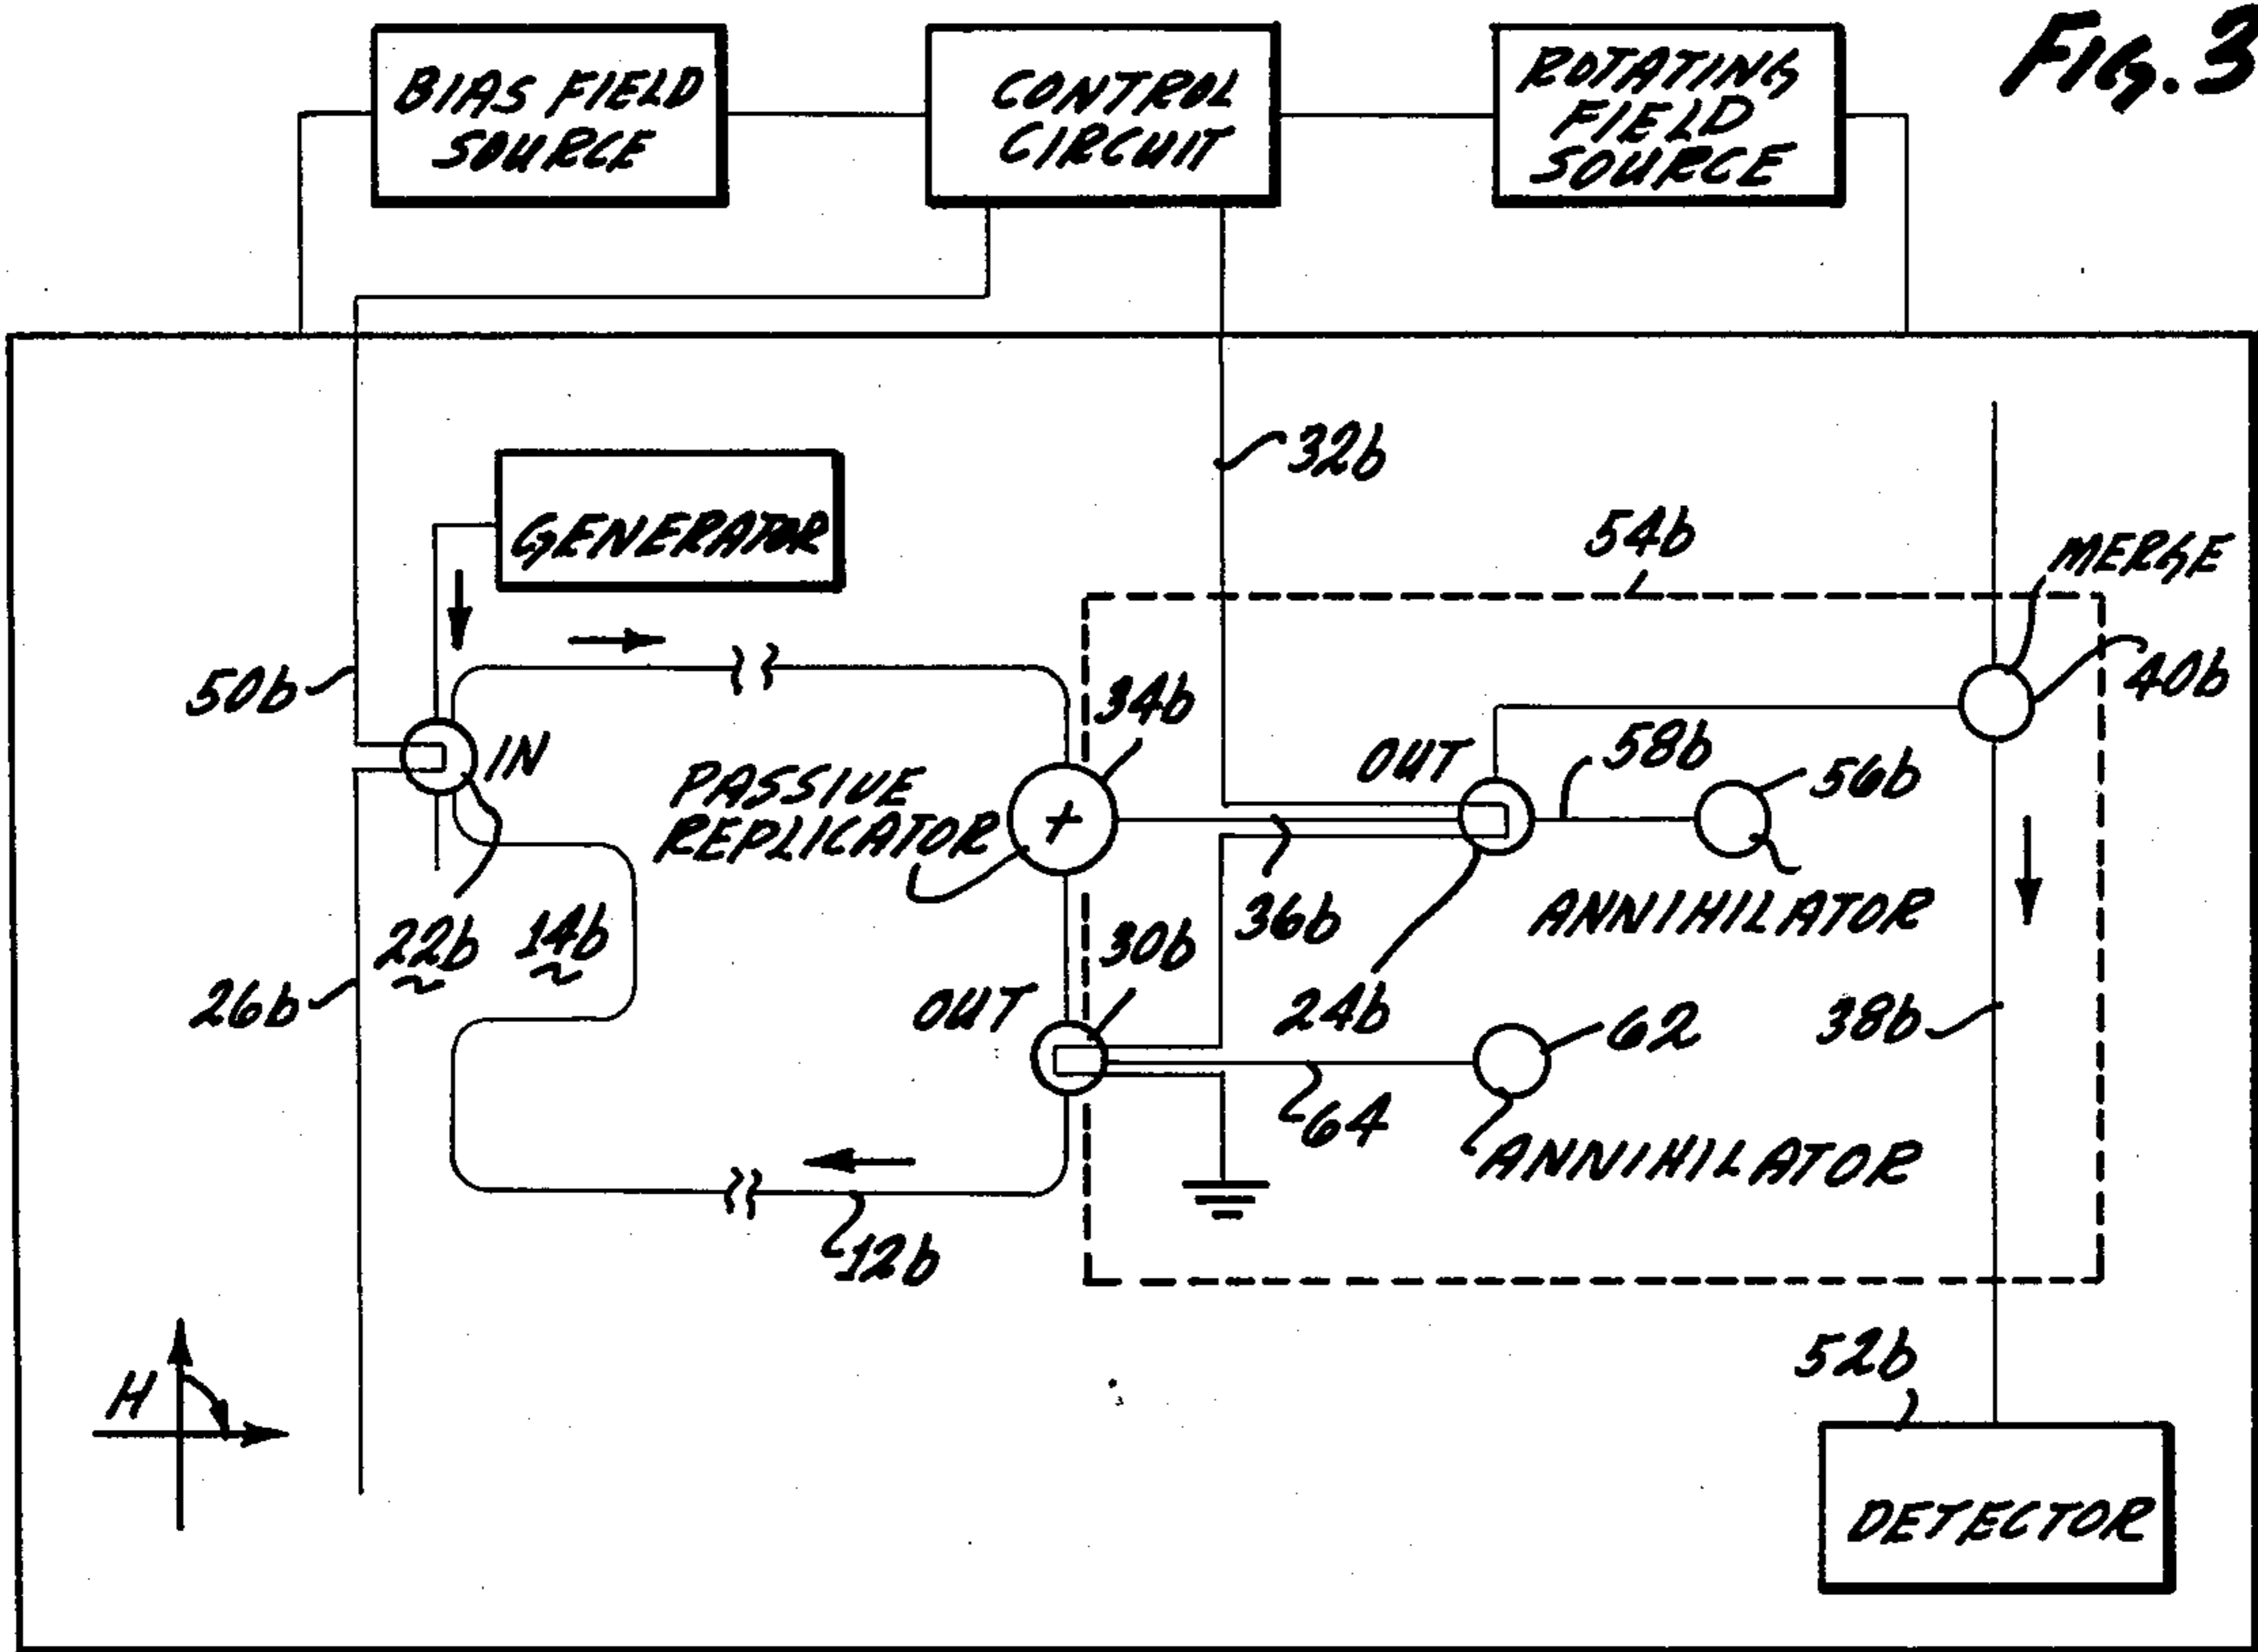 FIG. 3
BIAS FIELD
SOURCE
CONTROL
CIRCUIT
ROTATING
FIELD
SOURCE
32b
GENERATOR
54b
MERGE
50b
34b
40b
IN
OUT
58b
56b
PASSIVE
REPLICATOR
+
ANNIHILATOR
22b
14b
36b
30b
26b
OUT
24b
62
38b
64
ANNIHILATOR
12b
52b
H
DETECTOR